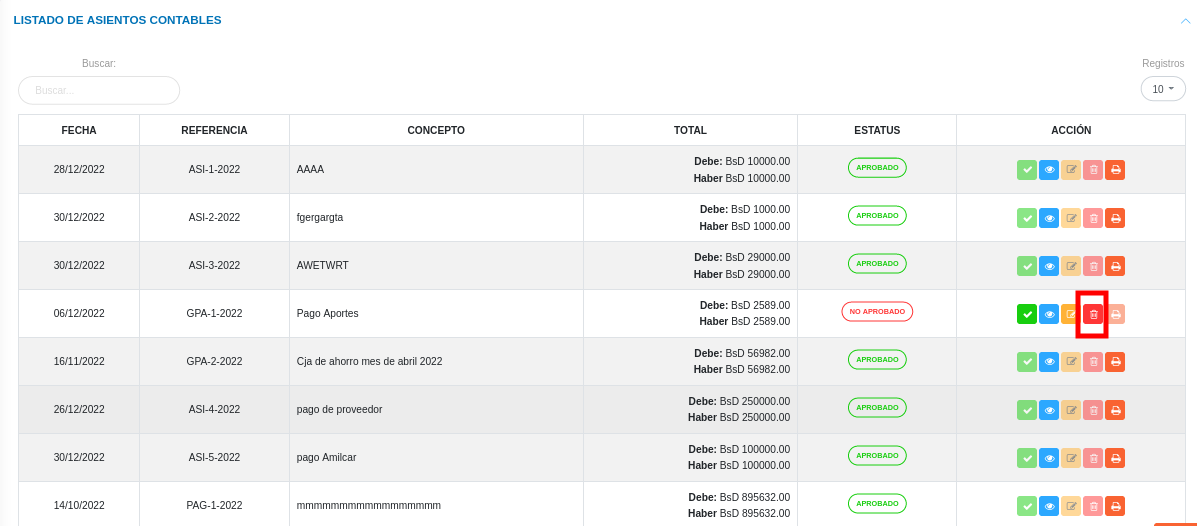 LISTADO DE ASIENTOS CONTABLES
Buscar:
Registros
Buscar...
10
FECHA REFERENCIA CONCEPTO TOTAL ESTATUS ACCIÓN
28/12/2022 ASI-1-2022 AAAA Debe: BsD 10000.00 APROBADO
Haber BsD 10000.00
30/12/2022 ASI-2-2022 fgergargta Debe: BsD 1000.00 APROBADO
Haber BsD 1000.00
30/12/2022 ASI-3-2022 AWETWRT Debe: BsD 29000.00 APROBADO
Haber BsD 29000.00
06/12/2022 GPA-1-2022 Pago Aportes Debe: BsD 2589.00 NO APROBADO
Haber BsD 2589.00
16/11/2022 GPA-2-2022 Cja de ahorro mes de abril 2022 Debe: BsD 56982.00 APROBADO
Haber BsD 56982.00
26/12/2022 ASI-4-2022 pago de proveedor Debe: BsD 250000.00 APROBADO
Haber BsD 250000.00
30/12/2022 ASI-5-2022 pago Amilcar Debe: BsD 100000.00 APROBADO
Haber BsD 100000.00
14/10/2022 PAG-1-2022 mmmmmmmmmmmmmmmmm Debe: BsD 895632.00 APROBADO
Haber BsD 895632.00